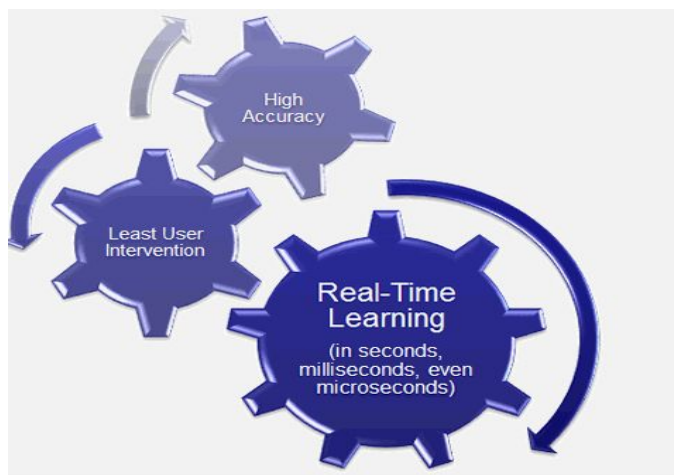 High
Accuracy
Least User
Intervention
Real-Time
Learning
(in seconds,
milliseconds, even
microseconds)